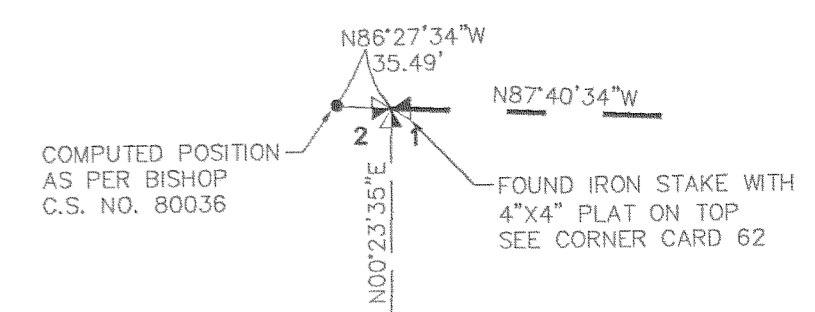 N86°27'34"W
35.49'
N87°40'34"W
2
1
COMPUTED POSITION
AS PER BISHOP
C.S. NO. 80036
N00°23'35"E
FOUND IRON STAKE WITH
4"X4" PLAT ON TOP
SEE CORNER CARD 62